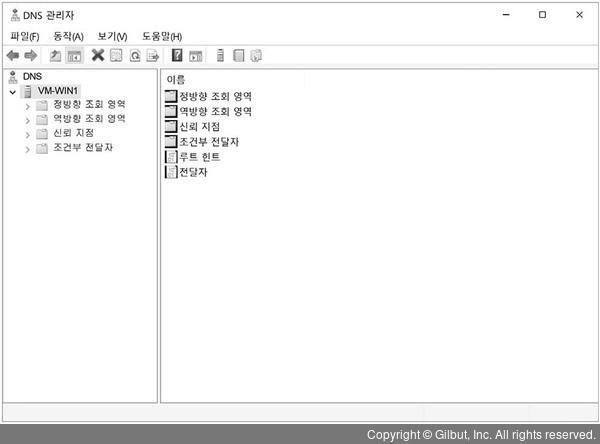 DNS 관리자
파일(F) 동작(A) 보기(V) 도움말(H)
DNS
VM-WIN1
정방향 조회 영역
역방향 조회 영역
신뢰 지점
조건부 전달자
이름
정방향 조회 영역
역방향 조회 영역
신뢰 지점
조건부 전달자
루트 힌트
전달자
Copyright © Gilbut, Inc. All rights reserved.